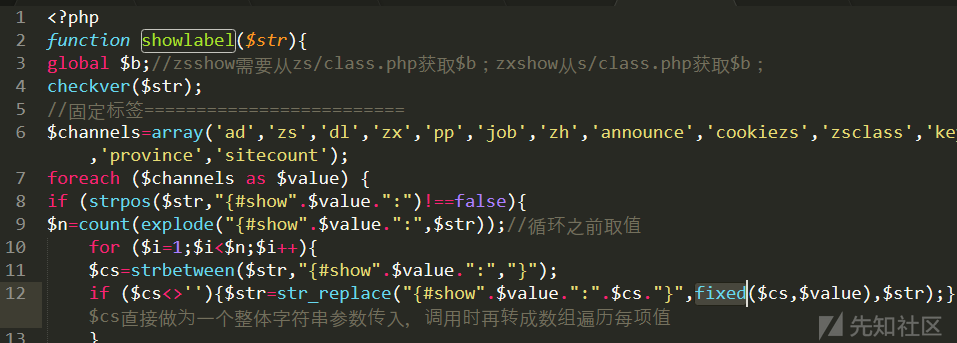 1 <?php
2 function showlabel($str){
3 global $b;//zsshow需要从zs/class.php获取$b；zxshow从s/class.php获取$b；
4 checkver($str);
5 //固定标签=========================
6 $channels=array('ad','zs','dl','zx','pp','job','zh','announce','cookiezs','zsclass','ke
,'province','sitecount');
7 foreach ($channels as $value) {
8 if (strpos($str,"{#show".$value.":")!==false){
9 $n=count(explode("{#show".$value.":",$str));//循环之前取值
10 for ($i=1;$i<$n;$i++){
11 $cs=strbetween($str,"{#show".$value.":","}");
12 if ($cs<>''){$str=str_replace("{#show".$value.":".$cs."}",fixed($cs,$value),$str);}
$cs直接做为一个整体字符串参数传入，调用时再转成数组遍历每项值
13 }
先知社区